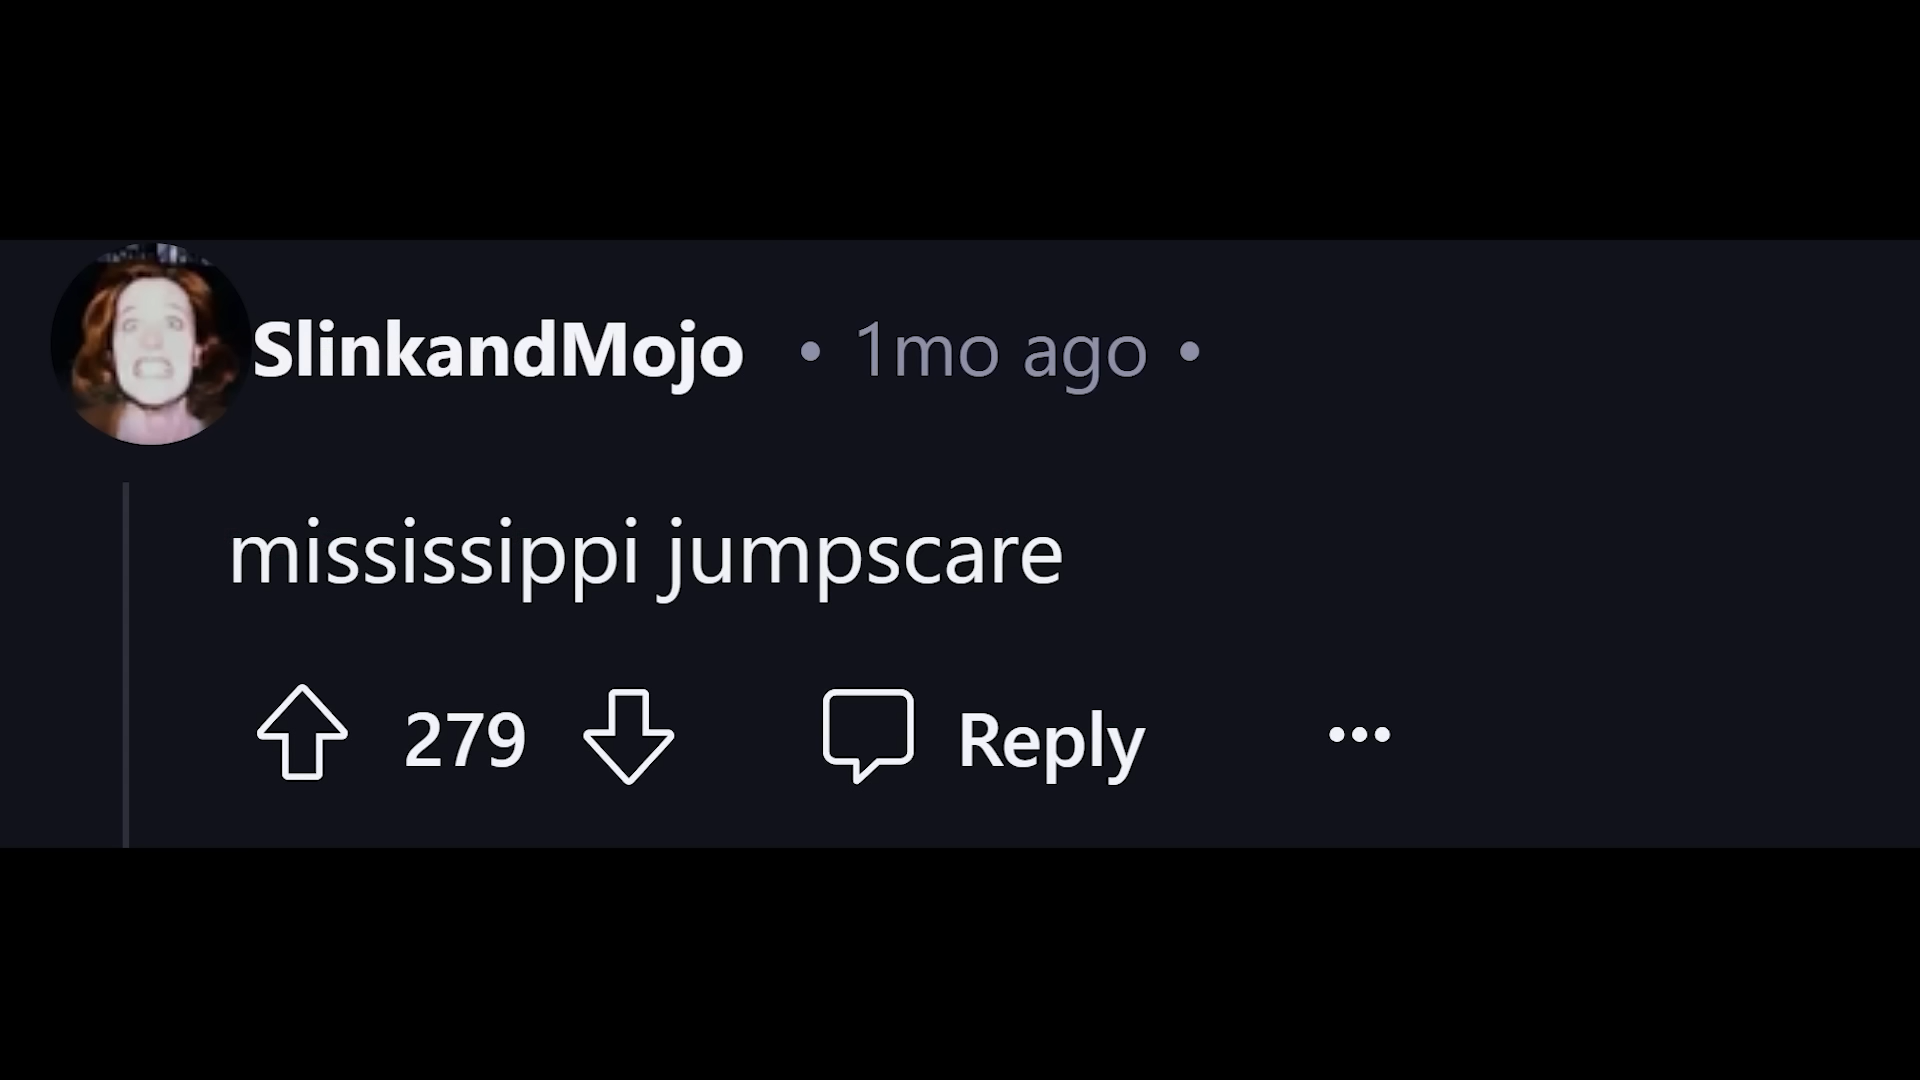 SlinkandMojo • 1mo ago •
mississippi jumpscare
279 Reply ...